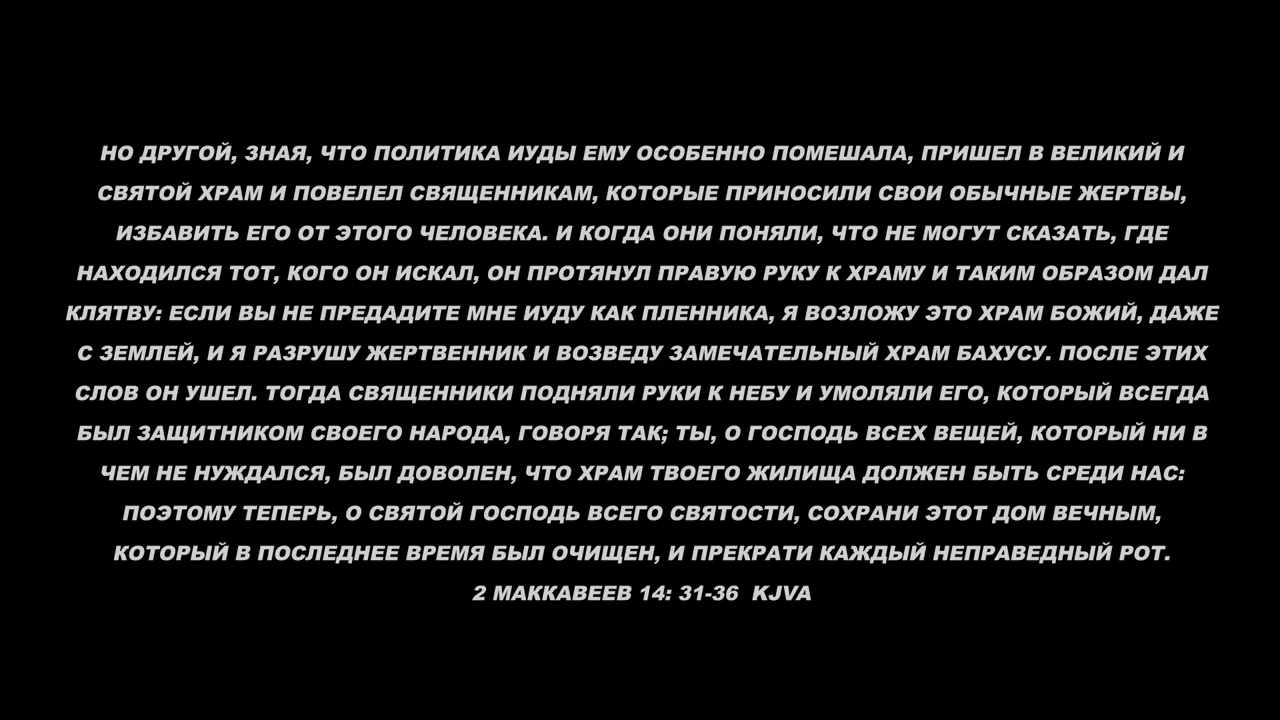 НО ДРУГОЙ, ЗНАЯ, ЧТО ПОЛИТИКА ИУДЫ ЕМУ ОСОБЕННО ПОМЕШАЛА, ПРИШЕЛ В ВЕЛИКИЙ И
СВЯТОЙ ХРАМ И ПОВЕЛЕЛ СВЯЩЕННИКАМ, КОТОРЫЕ ПРИНОСИЛИ СВОИ ОБЫЧНЫЕ ЖЕРТВЫ,
ИЗБАВИТЬ ЕГО ОТ ЭТОГО ЧЕЛОВЕКА. И КОГДА ОНИ ПОНЯЛИ, ЧТО НЕ МОГУТ СКАЗАТЬ, ГДЕ
НАХОДИЛСЯ ТОТ, КОГО ОН ИСКАЛ, ОН ПРОТЯНУЛ ПРАВУЮ РУКУ К ХРАМУ И ТАКИМ ОБРАЗОМ ДАЛ
КЛЯТВУ: ЕСЛИ ВЫ НЕ ПРЕДАДИТЕ МНЕ ИУДУ КАК ПЛЕННИКА, Я ВОЗЛОЖУ ЭТО ХРАМ БОЖИЙ, ДАЖЕ
С ЗЕМЛЕЙ, И Я РАЗРУШУ ЖЕРТВЕННИК И ВОЗВЕДУ ЗАМЕЧАТЕЛЬНЫЙ ХРАМ БАХУСУ. ПОСЛЕ ЭТИХ
СЛОВ ОН УШЕЛ. ТОГДА СВЯЩЕННИКИ ПОДНЯЛИ РУКИ К НЕБУ И УМОЛЯЛИ ЕГО, КОТОРЫЙ ВСЕГДА
БЫЛ ЗАЩИТНИКОМ СВОЕГО НАРОДА, ГОВОРЯ ТАК; ТЫ, О ГОСПОДЬ ВСЕХ ВЕЩЕЙ, КОТОРЫЙ НИ В
ЧЕМ НЕ НУЖДАЛСЯ, БЫЛ ДОВОЛЕН, ЧТО ХРАМ ТВОЕГО ЖИЛИЩА ДОЛЖЕН БЫТЬ СРЕДИ НАС:
ПОЭТОМУ ТЕПЕРЬ, О СВЯТОЙ ГОСПОДЬ ВСЕГО СВЯТОСТИ, СОХРАНИ ЭТОТ ДОМ ВЕЧНЫМ,
КОТОРЫЙ В ПОСЛЕДНЕЕ ВРЕМЯ БЫЛ ОЧИЩЕН, И ПРЕКРАТИ КАЖДЫЙ НЕПРАВЕДНЫЙ РОТ.
2 МАККАВЕЕВ 14: 31-36 KJVA